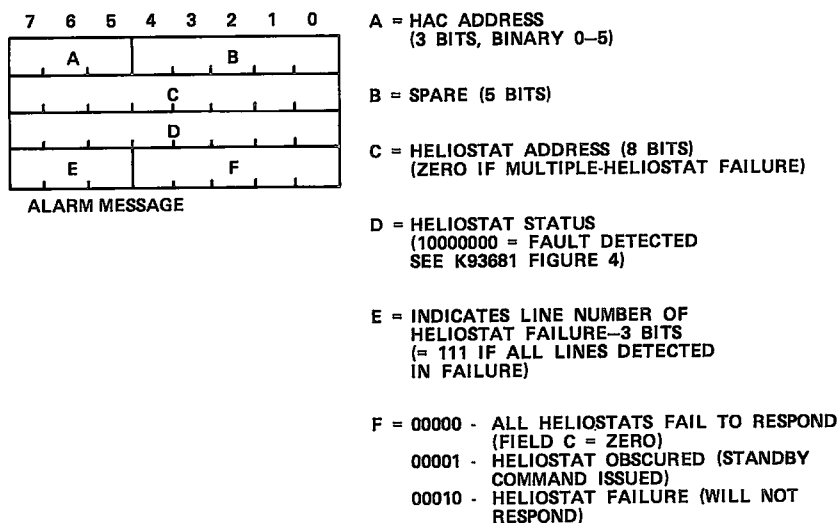 7 6 5 4 3 2 1 0
A B
C
D
E F
ALARM MESSAGE
A = HAC ADDRESS
(3 BITS, BINARY 0–5)
B = SPARE (5 BITS)
C = HELIOSTAT ADDRESS (8 BITS)
(ZERO IF MULTIPLE-HELIOSTAT FAILURE)
D = HELIOSTAT STATUS
(10000000 = FAULT DETECTED
SEE K93681 FIGURE 4)
E = INDICATES LINE NUMBER OF
HELIOSTAT FAILURE–3 BITS
(= 111 IF ALL LINES DETECTED
IN FAILURE)
F = 00000 - ALL HELIOSTATS FAIL TO RESPOND
(FIELD C = ZERO)
00001 - HELIOSTAT OBSCURED (STANDBY
COMMAND ISSUED)
00010 - HELIOSTAT FAILURE (WILL NOT
RESPOND)